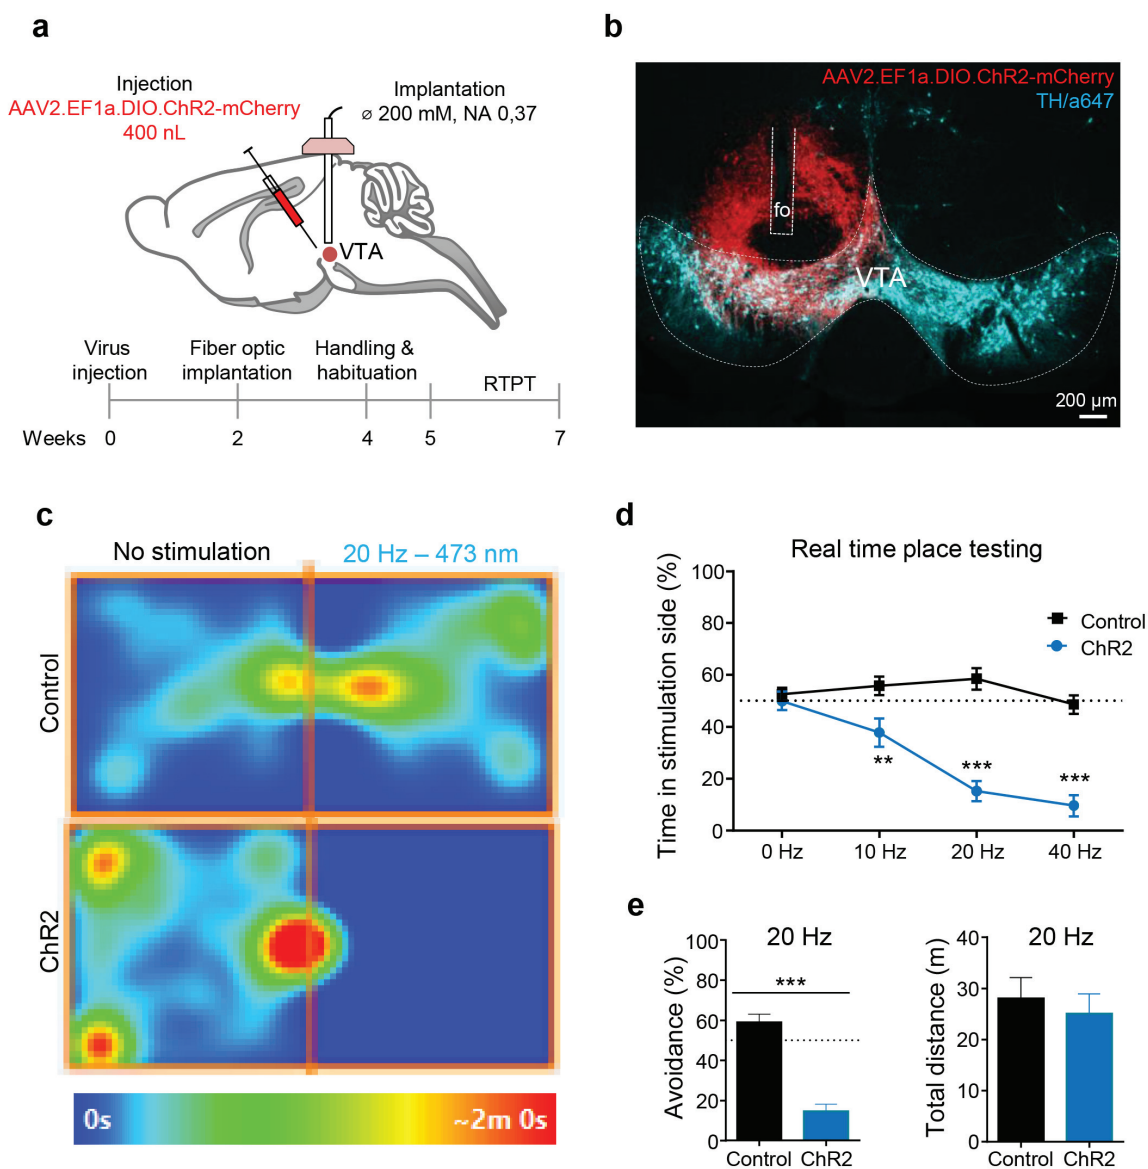 a
Injection
AAV2.EF1a.DIO.ChR2-mCherry
400 nL
Implantation
⌀ 200 mM, NA 0,37
VTA
Virus
injection
Fiber optic
implantation
Handling &
habituation
RTPT
Weeks 0 2 4 5 7
b
AAV2.EF1a.DIO.ChR2-mCherry
TH/a647
fo
VTA
200 µm
c
No stimulation
20 Hz – 473 nm
Control
ChR2
0s
~2m 0s
d
Real time place testing
Time in stimulation side (%)
100
80
60
40
20
0
Control
ChR2
**
***
***
0 Hz 10 Hz 20 Hz 40 Hz
e
20 Hz
Avoidance (%)
100
80
60
40
20
0
***
Control ChR2
20 Hz
Total distance (m)
40
30
20
10
0
Control ChR2